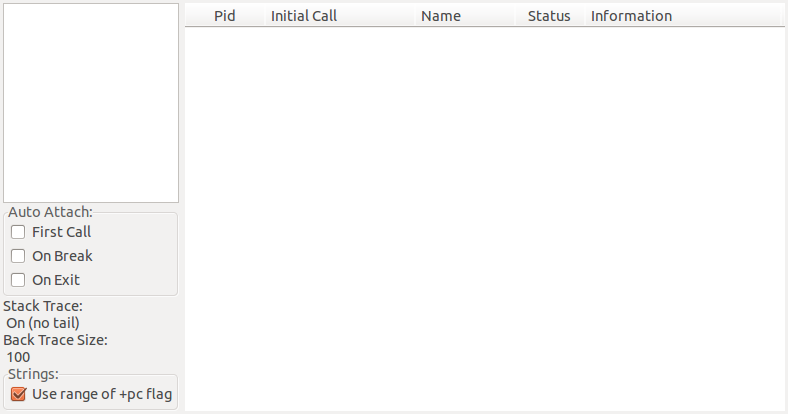 Pid Initial Call Name Status Information
Auto Attach:
First Call
On Break
On Exit
Stack Trace:
On (no tail)
Back Trace Size:
100
Strings:
Use range of +pc flag